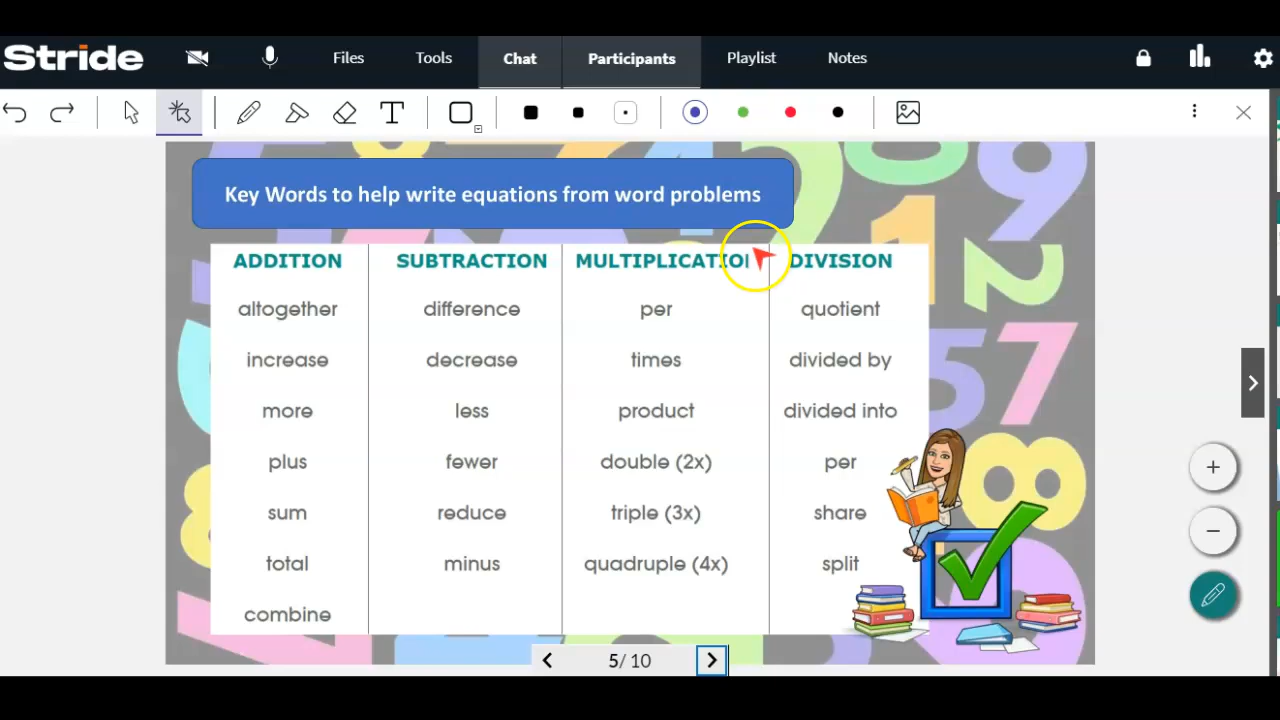 Stride Files Tools Chat Participants Playlist Notes
T
Key Words to help write equations from word problems
ADDITION SUBTRACTION MULTIPLICATIO DIVISION
altogether difference per quotient
increase decrease times divided by
more less product divided into
plus fewer double (2x) per
sum reduce triple (3x) share
total minus quadruple (4x) split
combine
5/ 10